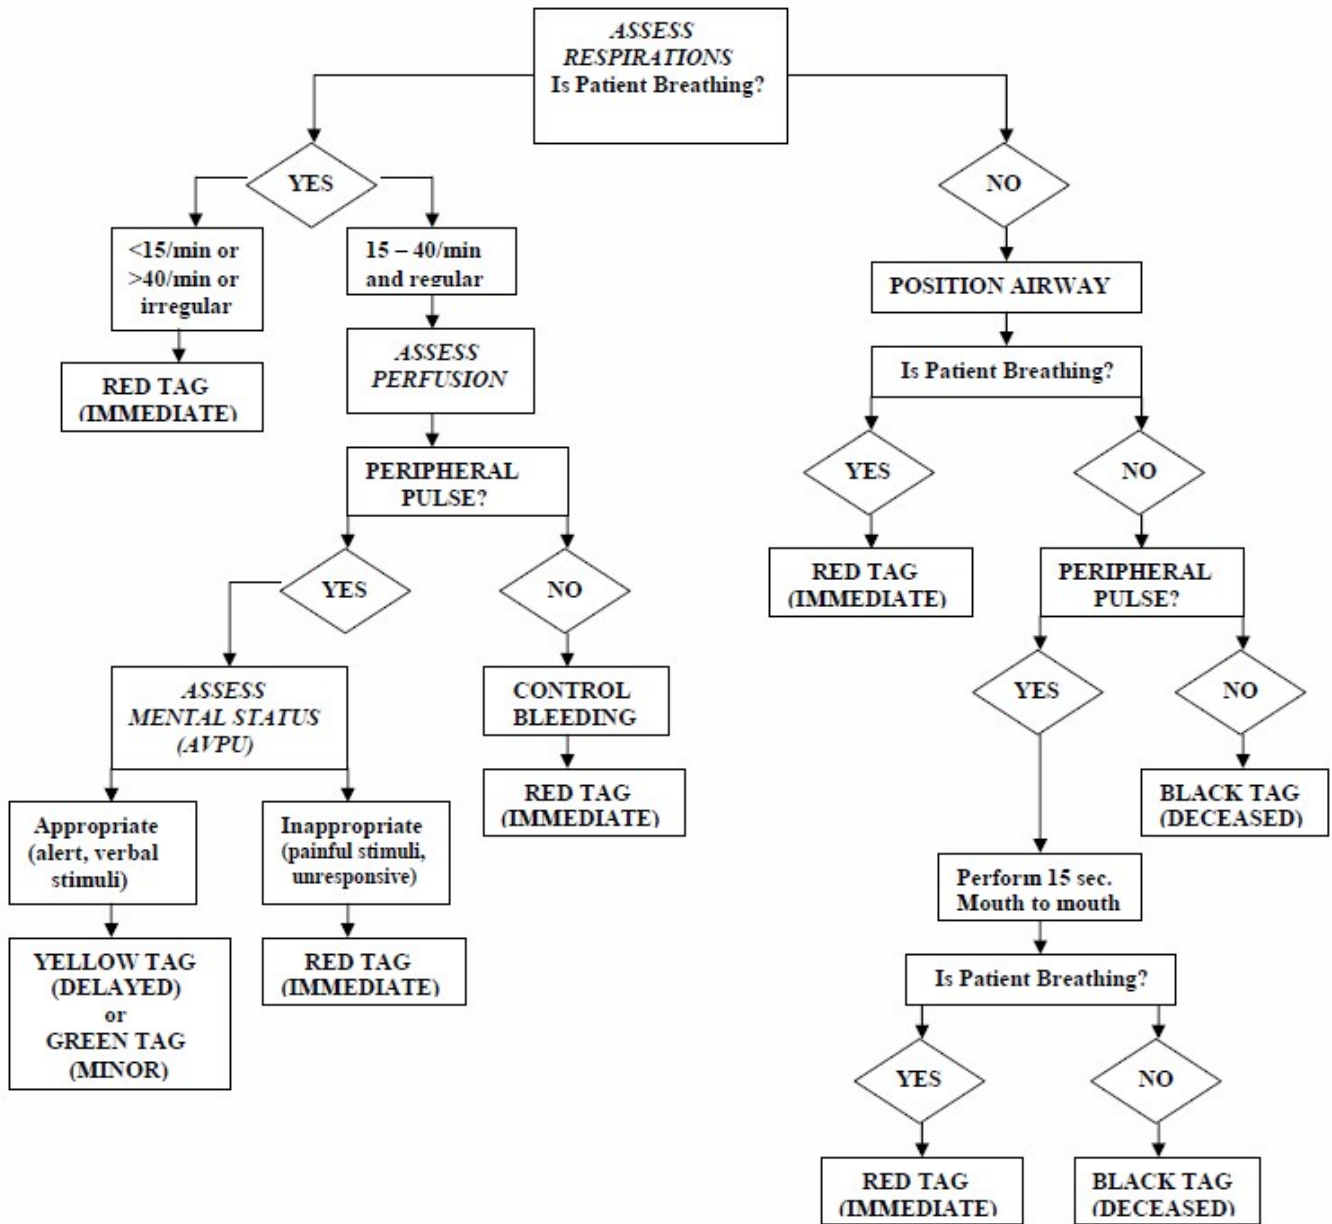 ASSESS
RESPIRATIONS
Is Patient Breathing?
YES
NO
<15/min or
>40/min or
irregular
15 – 40/min
and regular
POSITION AIRWAY
ASSESS
PERFUSION
Is Patient Breathing?
RED TAG
(IMMEDIATE)
YES
NO
PERIPHERAL
PULSE?
RED TAG
(IMMEDIATE)
PERIPHERAL
PULSE?
YES
NO
YES
NO
ASSESS
MENTAL STATUS
(AVPU)
CONTROL
BLEEDING
RED TAG
(IMMEDIATE)
BLACK TAG
(DECEASED)
Appropriate
(alert, verbal
stimuli)
Inappropriate
(painful stimuli,
unresponsive)
Perform 15 sec.
Mouth to mouth
YELLOW TAG
(DELAYED)
or
GREEN TAG
(MINOR)
RED TAG
(IMMEDIATE)
Is Patient Breathing?
YES
NO
RED TAG
(IMMEDIATE)
BLACK TAG
(DECEASED)